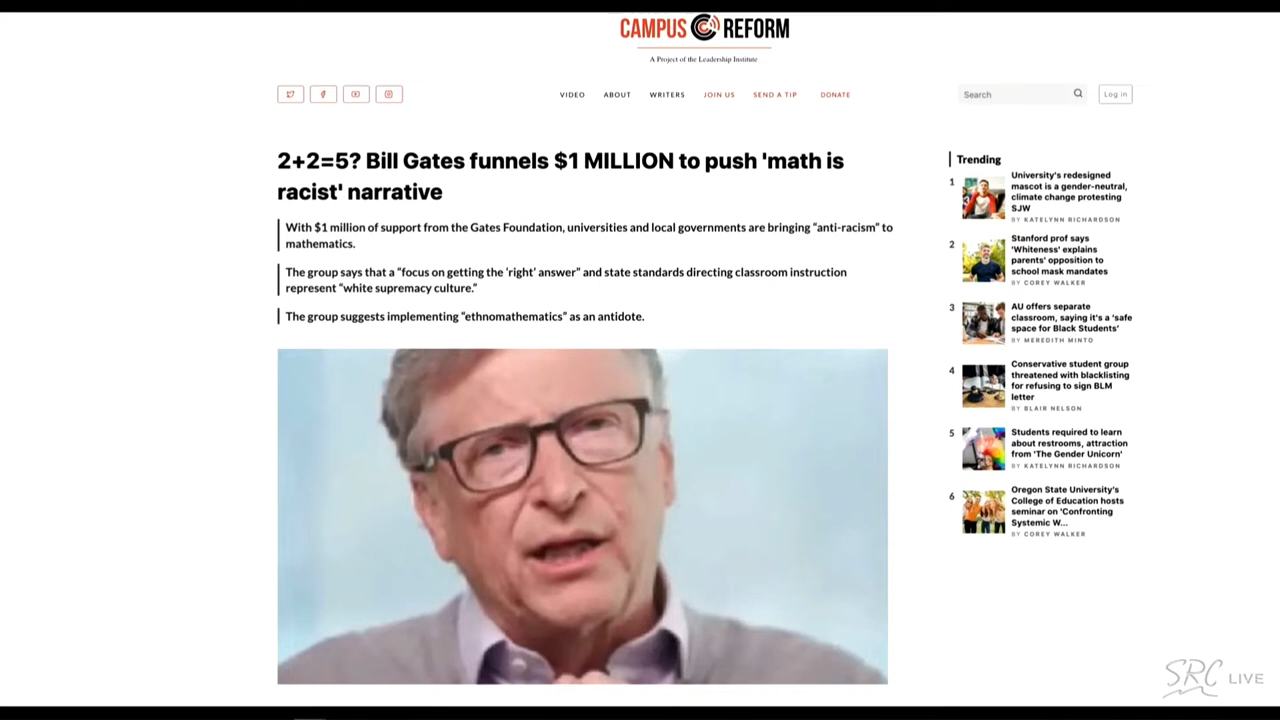 CAMPUS REFORM
A Project of the Leadership Institute
VIDEO ABOUT WRITERS JOIN US SEND A TIP DONATE
Search
Log in
2+2=5? Bill Gates funnels $1 MILLION to push 'math is
racist' narrative
With $1 million of support from the Gates Foundation, universities and local governments are bringing “anti-racism” to
mathematics.
The group says that a “focus on getting the ‘right’ answer” and state standards directing classroom instruction
represent “white supremacy culture.”
The group suggests implementing “ethnomathematics” as an antidote.
Trending
1
University's redesigned
mascot is a gender-neutral,
climate change protesting
SJW
BY KATELYNN RICHARDSON
2
Stanford prof says
'Whiteness' explains
parents' opposition to
school mask mandates
BY COREY WALKER
3
AU offers separate
classroom, saying it's a ‘safe
space for Black Students’
BY MEREDITH MINTO
4
Conservative student group
threatened with blacklisting
for refusing to sign BLM
letter
BY BLAIR NELSON
5
Students required to learn
about restrooms, attraction
from 'The Gender Unicorn'
BY KATELYNN RICHARDSON
6
Oregon State University's
College of Education hosts
seminar on 'Confronting
Systemic W...
BY COREY WALKER
SRC LIVE